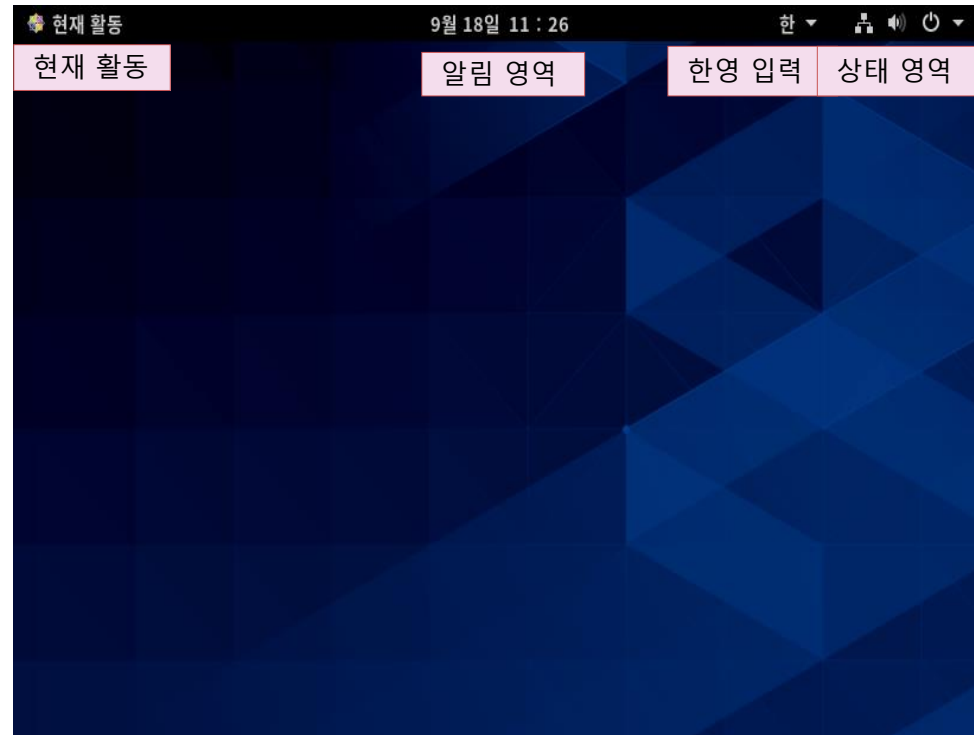 현재 활동 9월 18일 11 : 26 한
현재 활동 알림 영역 한영 입력 상태 영역